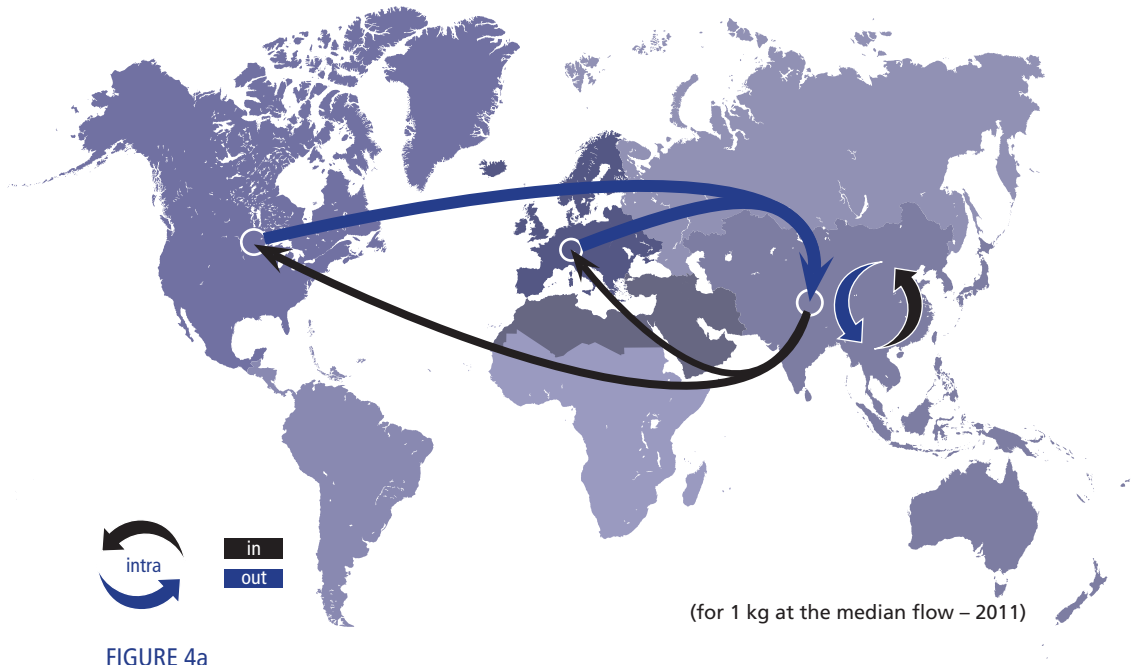 intra
in
out
(for 1 kg at the median flow – 2011)
FIGURE 4a